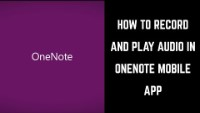 OneNote
HOW TO RECORD
AND PLAY AUDIO IN
ONENOTE MOBILE
APP